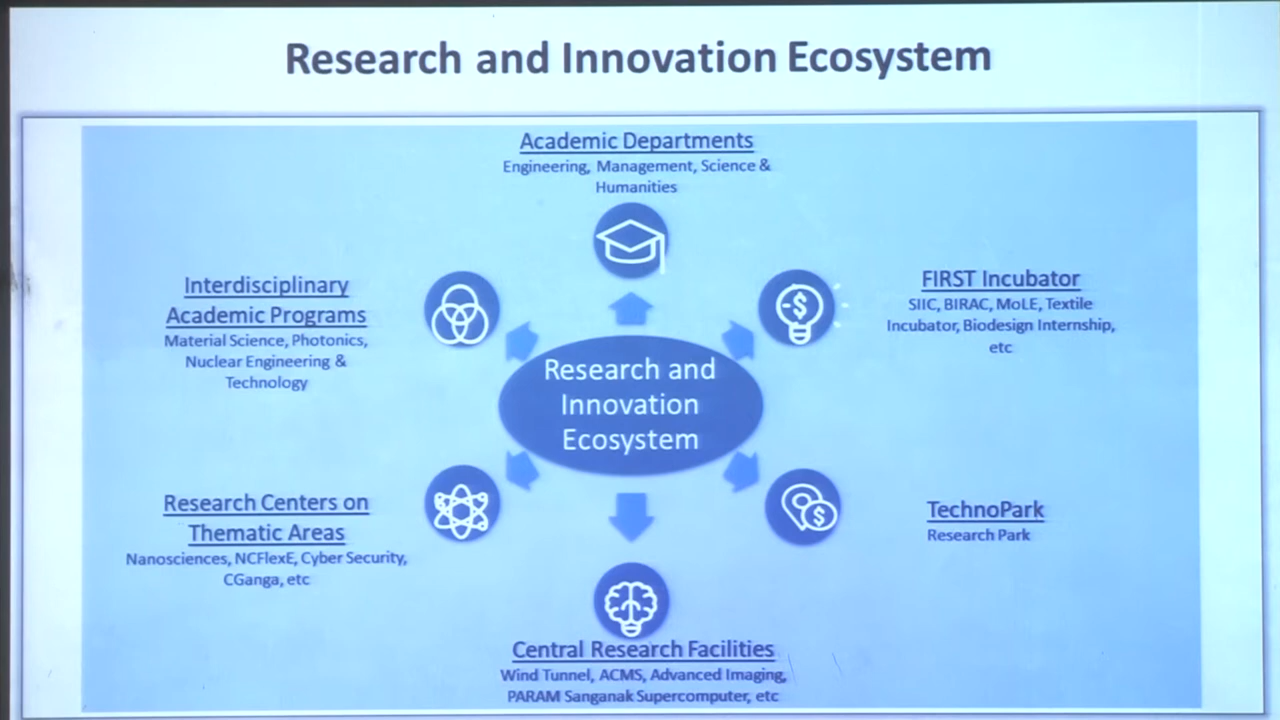 Research and Innovation Ecosystem
Academic Departments
Engineering, Management, Science &
Humanities
Interdisciplinary
Academic Programs
Material Science, Photonics,
Nuclear Engineering &
Technology
FIRST Incubator
SIIC, BIRAC, MoLE, Textile
Incubator, Biodesign Internship,
etc
Research and
Innovation
Ecosystem
Research Centers on
Thematic Areas
Nanosciences, NCFlexE, Cyber Security,
CGanga, etc
TechnoPark
Research Park
Central Research Facilities
Wind Tunnel, ACMS, Advanced Imaging,
PARAM Sanganak Supercomputer, etc